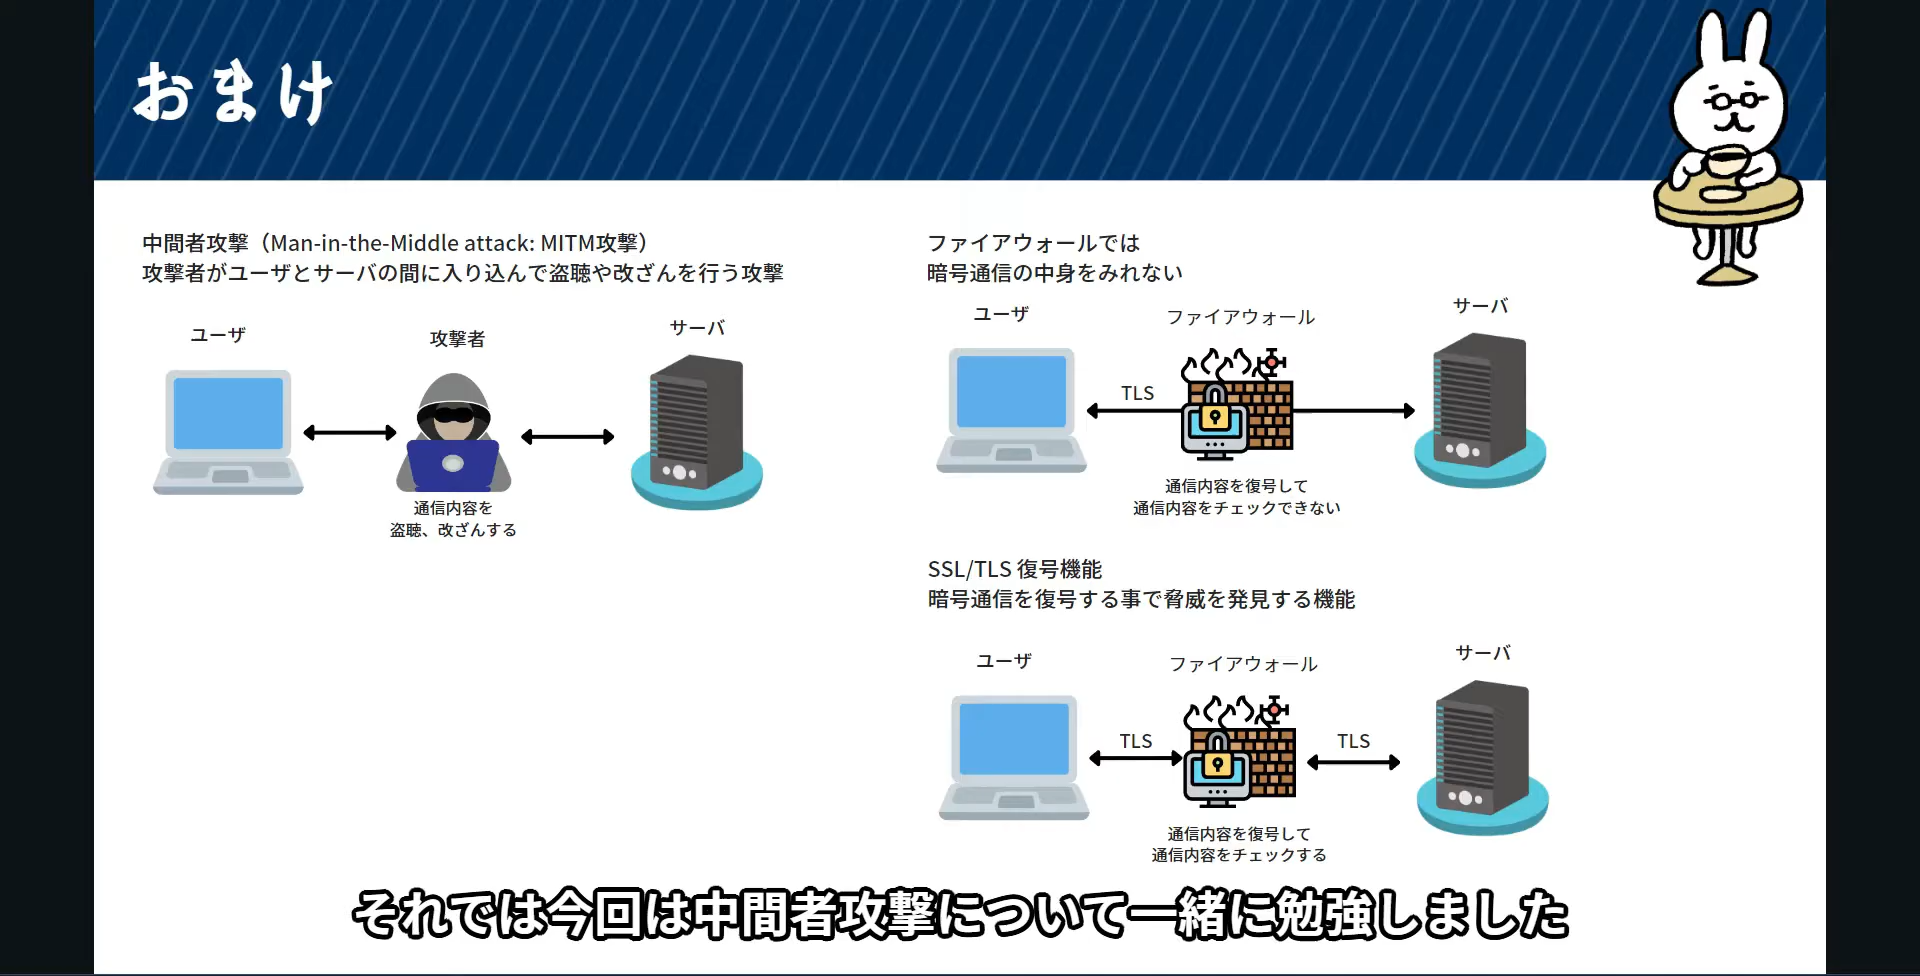 おまけ
中間者攻撃（Man-in-the-Middle attack: MITM攻撃）
攻撃者がユーザとサーバの間に入り込んで盗聴や改ざんを行う攻撃
ユーザ
攻撃者
サーバ
通信内容を
盗聴、改ざんする
ファイアウォールでは
暗号通信の中身をみれない
ユーザ
ファイアウォール
サーバ
TLS
通信内容を復号して
通信内容をチェックできない
SSL/TLS 復号機能
暗号通信を復号する事で脅威を発見する機能
ユーザ
ファイアウォール
サーバ
TLS
TLS
通信内容を復号して
通信内容をチェックする
それでは今回は中間者攻撃について一緒に勉強しました